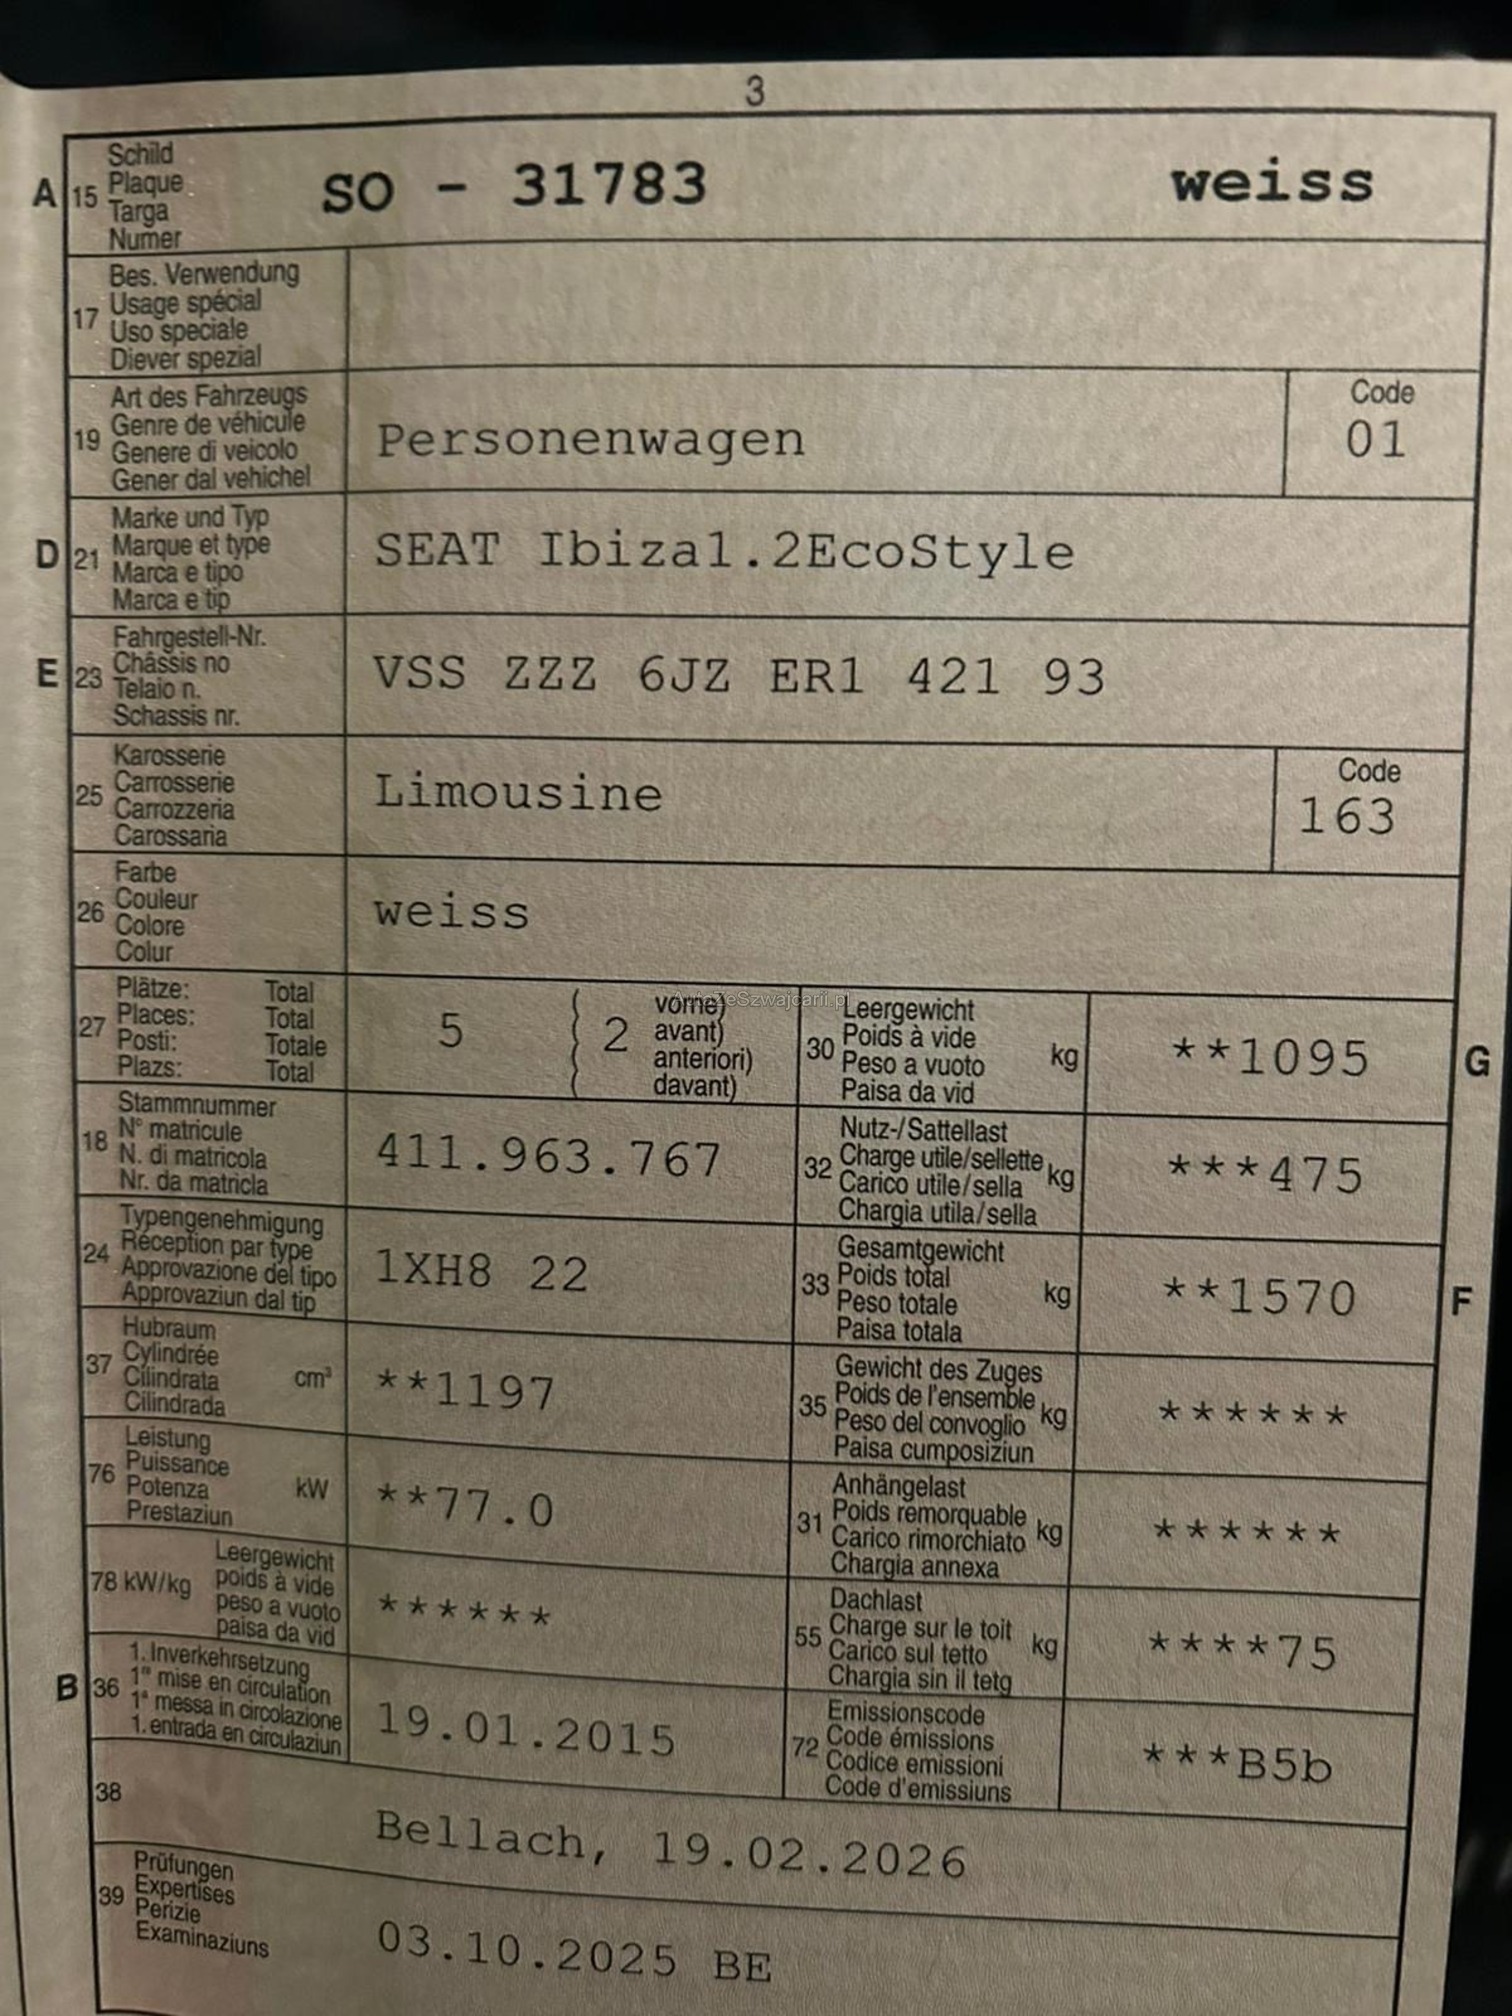 3
A 15 Schild
Plaque
Targa
Numer
SO - 31783 weiss
17 Bes. Verwendung
Usage spécial
Uso speciale
Diever spezial
19 Art des Fahrzeugs
Genre de véhicule
Genere di veicolo
Gener dal vehichel
Personenwagen
Code
01
D 21 Marke und Typ
Marque et type
Marca e tipo
Marca e tip
SEAT Ibiza1.2EcoStyle
E 23 Fahrgestell-Nr.
Châssis no
Telaio n.
Schassis nr.
VSS ZZZ 6JZ ER1 421 93
25 Karosserie
Carrosserie
Carrozzeria
Carossaria
Limousine
Code
163
26 Farbe
Couleur
Colore
Colur
weiss
27 Plätze: Total
Places: Total
Posti: Totale
Plazs: Total
5 { 2
vorne)
avant)
anteriori)
davant)
AutaZeSzwajcarii.pl
30 Leergewicht
Poids à vide
Peso a vuoto
Paisa da vid
kg
**1095
G
18 Stammnummer
N° matricule
N. di matricola
Nr. da matricla
411.963.767
32 Nutz-/Sattellast
Charge utile/sellette
Carico utile/sella
Chargia utila/sella
kg
***475
24 Typengenehmigung
Réception par type
Approvazione del tipo
Approvaziun dal tip
1XH8 22
33 Gesamtgewicht
Poids total
Peso totale
Paisa totala
kg
**1570
F
37 Hubraum
Cylindrée
Cilindrata
Cilindrada
cm³
**1197
35 Gewicht des Zuges
Poids de l'ensemble
Peso del convoglio
Paisa cumposiziun
kg
******
76 Leistung
Puissance
Potenza
Prestaziun
kW
**77.0
31 Anhängelast
Poids remorquable
Carico rimorchiato
Chargia annexa
kg
******
78 kW/kg
Leergewicht
poids à vide
peso a vuoto
paisa da vid
******
55 Dachlast
Charge sur le toit
Carico sul tetto
Chargia sin il tetg
kg
****75
B 36 1. Inverkehrsetzung
1re mise en circulation
1a messa in circolazione
1. entrada en circulaziun
19.01.2015
72 Emissionscode
Code émissions
Codice emissioni
Code d'emissiuns
***B5b
38
Bellach, 19.02.2026
39 Prüfungen
Expertises
Perizie
Examinaziuns
03.10.2025 BE